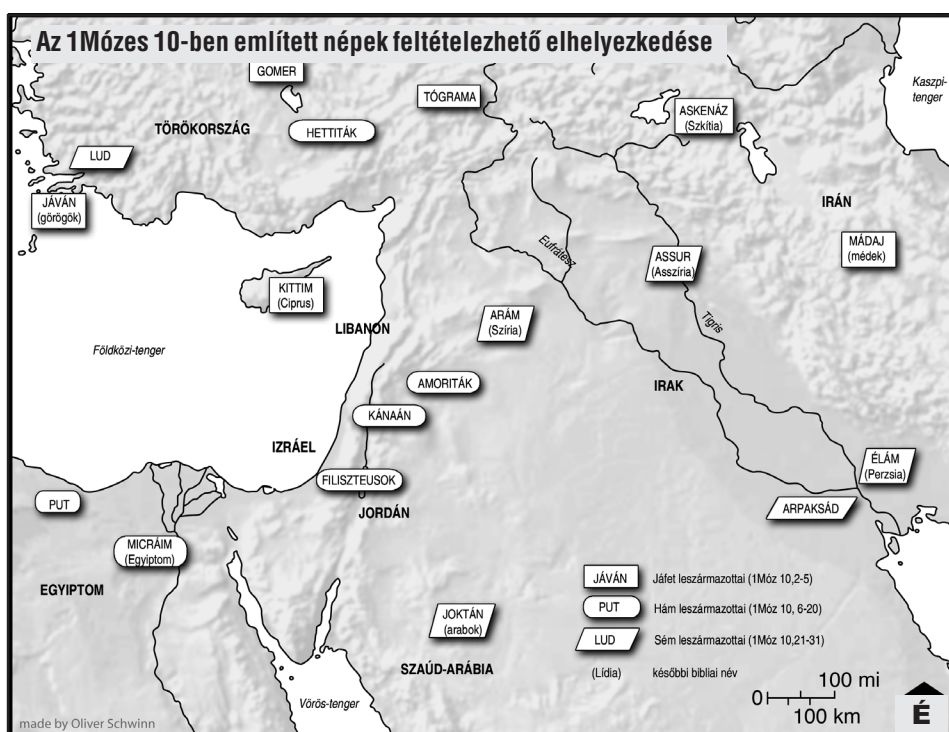 Az 1Mózes 10-ben említett népek feltételezhető elhelyezkedése
GOMER
TÓGRAMA
Kaszpi-
tenger
ASKENÁZ
(Szkítia)
TÖRÖKORSZÁG
HETTITÁK
LUD
JÁVÁN
(görögök)
IRÁN
MÁDAJ
(médek)
Eufrátesz
ASSUR
(Asszíria)
KITTIM
(Ciprus)
LIBANON
ARÁM
(Szíria)
Tigris
Földközi-tenger
AMORITÁK
IRAK
KÁNAÁN
IZRÁEL
ÉLÁM
(Perzsia)
FILISZTEUSOK
PUT
JORDÁN
ARPAKSÁD
MICRÁIM
(Egyiptom)
EGYIPTOM
JOKTÁN
(arabok)
SZAÚD-ARÁBIA
Vörös-tenger
JÁVÁN Jáfet leszármazottai (1Móz 10,2-5)
PUT Hám leszármazottai (1Móz 10, 6-20)
LUD Sém leszármazottai (1Móz 10,21-31)
(Lídia) későbbi bibliai név
0 100 mi
100 km
É
made by Oliver Schwinn